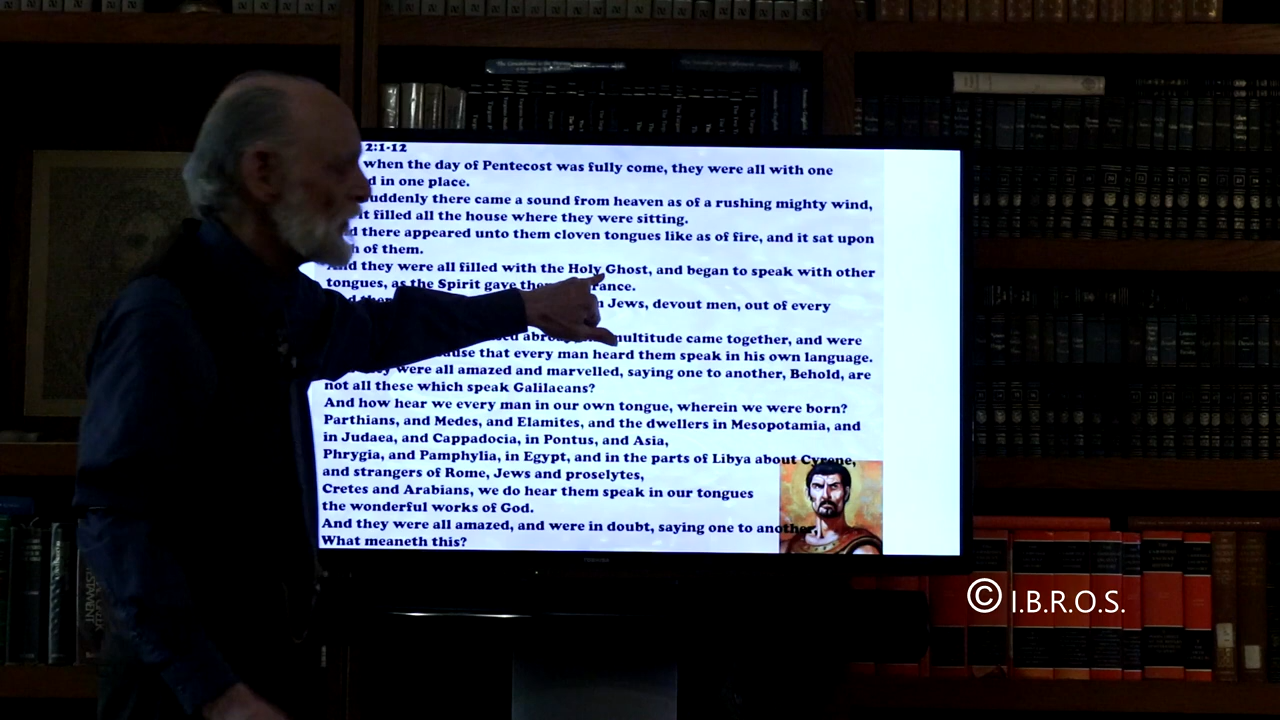 2:1-12
when the day of Pentecost was fully come, they were all with one
in one place.
suddenly there came a sound from heaven as of a rushing mighty wind,
it filled all the house where they were sitting.
there appeared unto them cloven tongues like as of fire, and it sat upon
of them.
And they were all filled with the Holy Ghost, and began to speak with other
tongues, as the Spirit gave
Jews, devout men, out of every
multitude came together, and were
that every man heard them speak in his own language.
were all amazed and marvelled, saying one to another, Behold, are
not all these which speak Galilaeans?
And how hear we every man in our own tongue, wherein we were born?
Parthians, and Medes, and Elamites, and the dwellers in Mesopotamia, and
in Judaea, and Cappadocia, in Pontus, and Asia,
Phrygia, and Pamphylia, in Egypt, and in the parts of Libya about Cyrene,
and strangers of Rome, Jews and proselytes,
Cretes and Arabians, we do hear them speak in our tongues
the wonderful works of God.
And they were all amazed, and were in doubt, saying one to another,
What meaneth this?
© I.B.R.O.S.